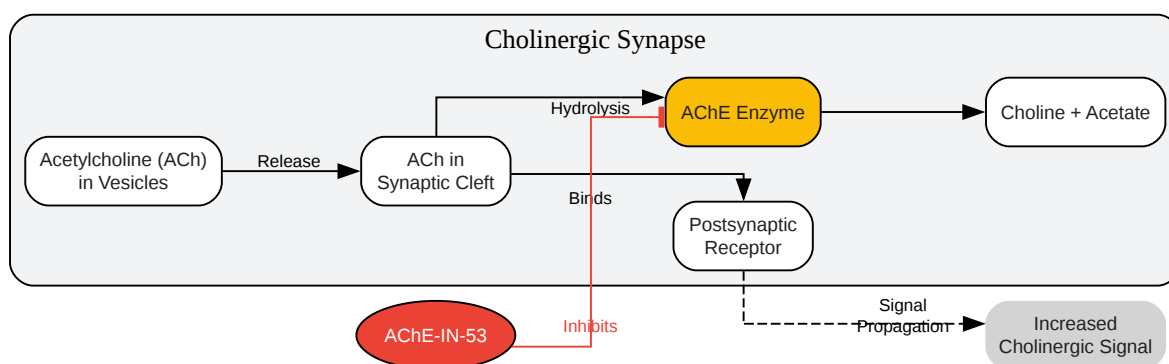 Cholinergic Synapse
Hydrolysis
AChE Enzyme
Choline + Acetate
Acetylcholine (ACh)
in Vesicles
Release
ACh in
Synaptic Cleft
Binds
Postsynaptic
Receptor
AChE-IN-53
Inhibits
Signal
Propagation
Increased
Cholinergic Signal